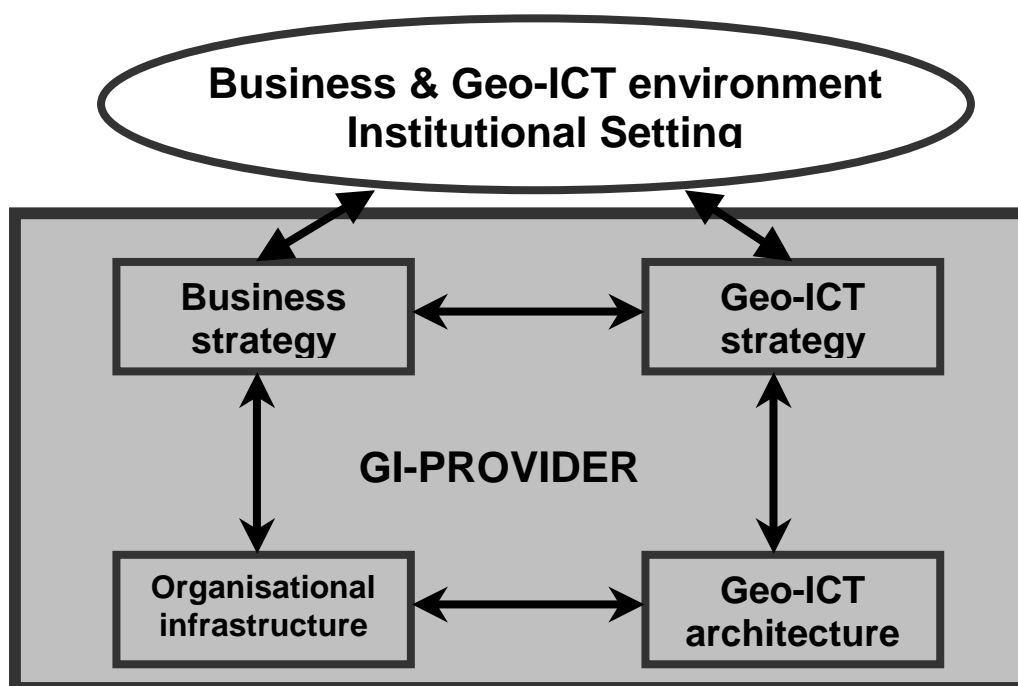 Business & Geo-ICT environment
Institutional Setting
Business
strategy
Geo-ICT
strategy
GI-PROVIDER
Organisational
infrastructure
Geo-ICT
architecture